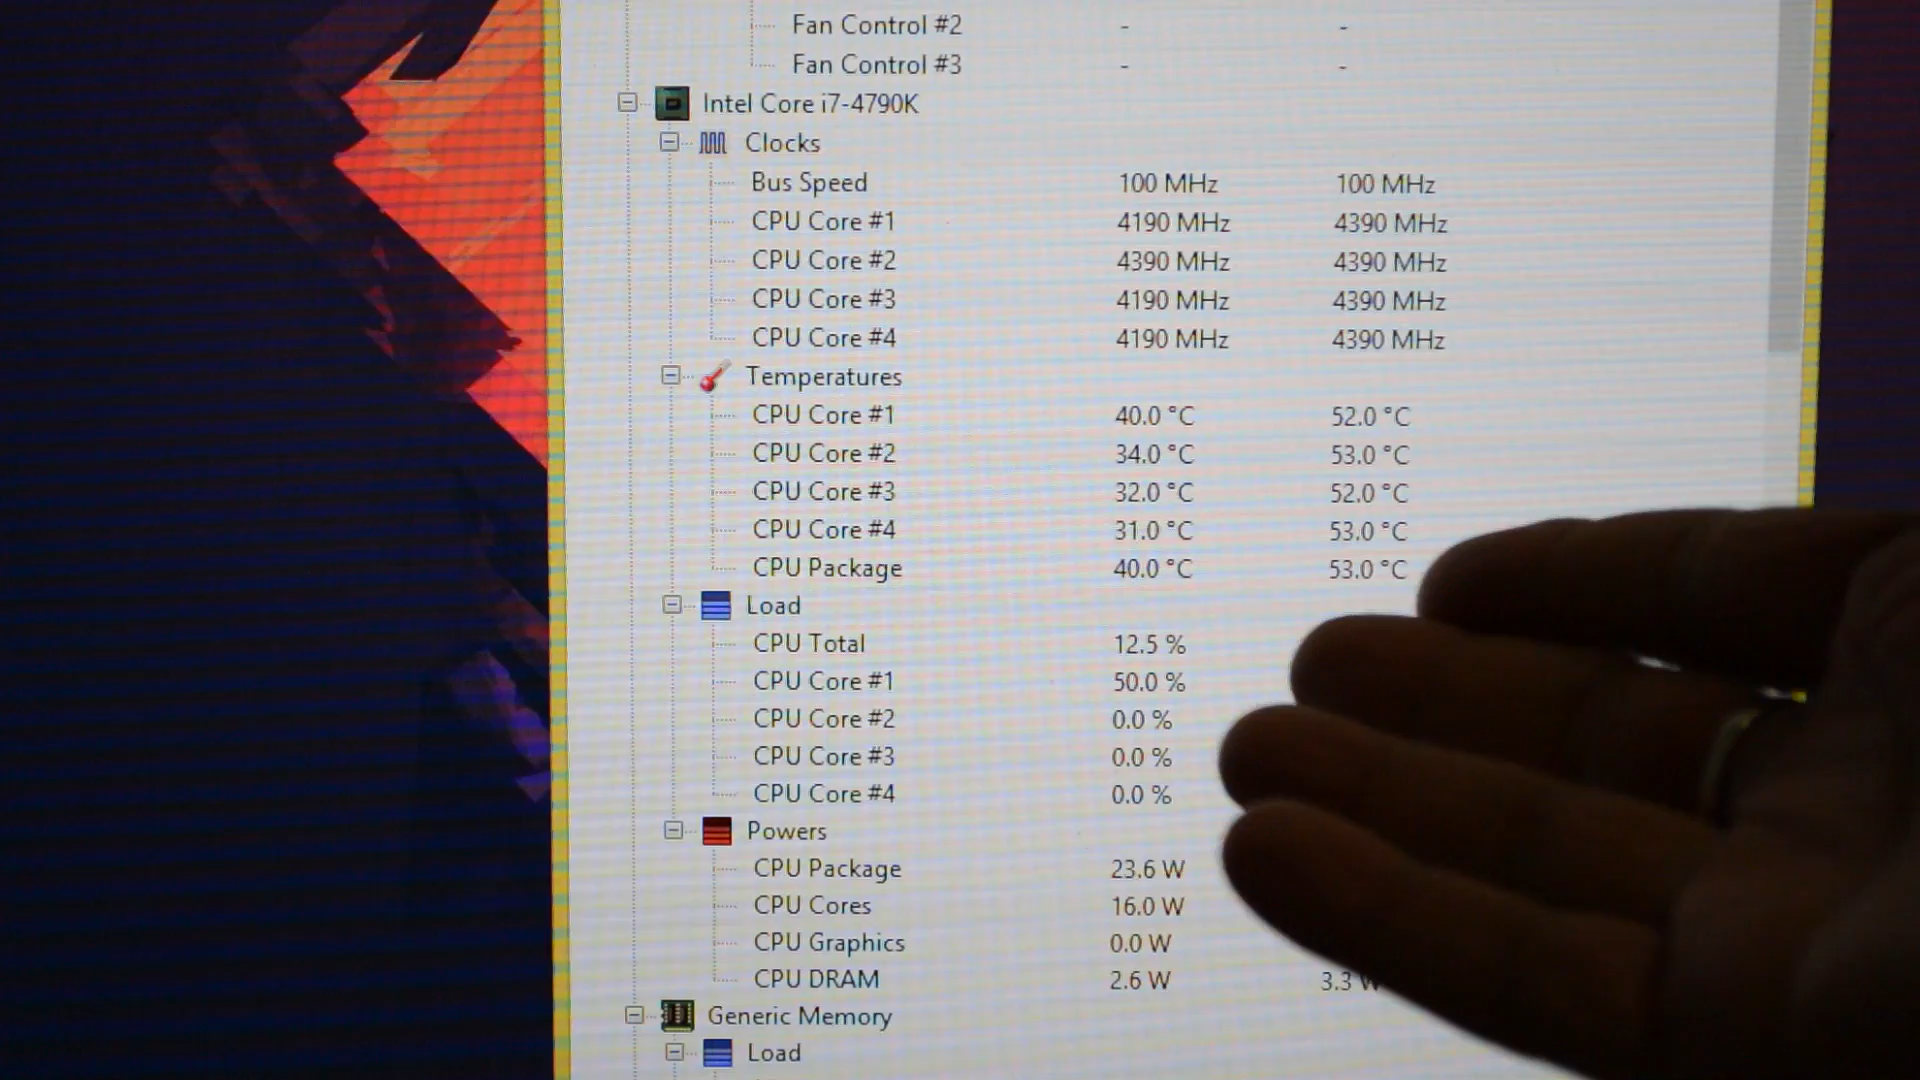 Fan Control #2 - -
Fan Control #3 - -
Intel Core i7-4790K
Clocks
Bus Speed 100 MHz 100 MHz
CPU Core #1 4190 MHz 4390 MHz
CPU Core #2 4390 MHz 4390 MHz
CPU Core #3 4190 MHz 4390 MHz
CPU Core #4 4190 MHz 4390 MHz
Temperatures
CPU Core #1 40.0 °C 52.0 °C
CPU Core #2 34.0 °C 53.0 °C
CPU Core #3 32.0 °C 52.0 °C
CPU Core #4 31.0 °C 53.0 °C
CPU Package 40.0 °C 53.0 °C
Load
CPU Total 12.5 %
CPU Core #1 50.0 %
CPU Core #2 0.0 %
CPU Core #3 0.0 %
CPU Core #4 0.0 %
Powers
CPU Package 23.6 W
CPU Cores 16.0 W
CPU Graphics 0.0 W
CPU DRAM 2.6 W 3.3 W
Generic Memory
Load